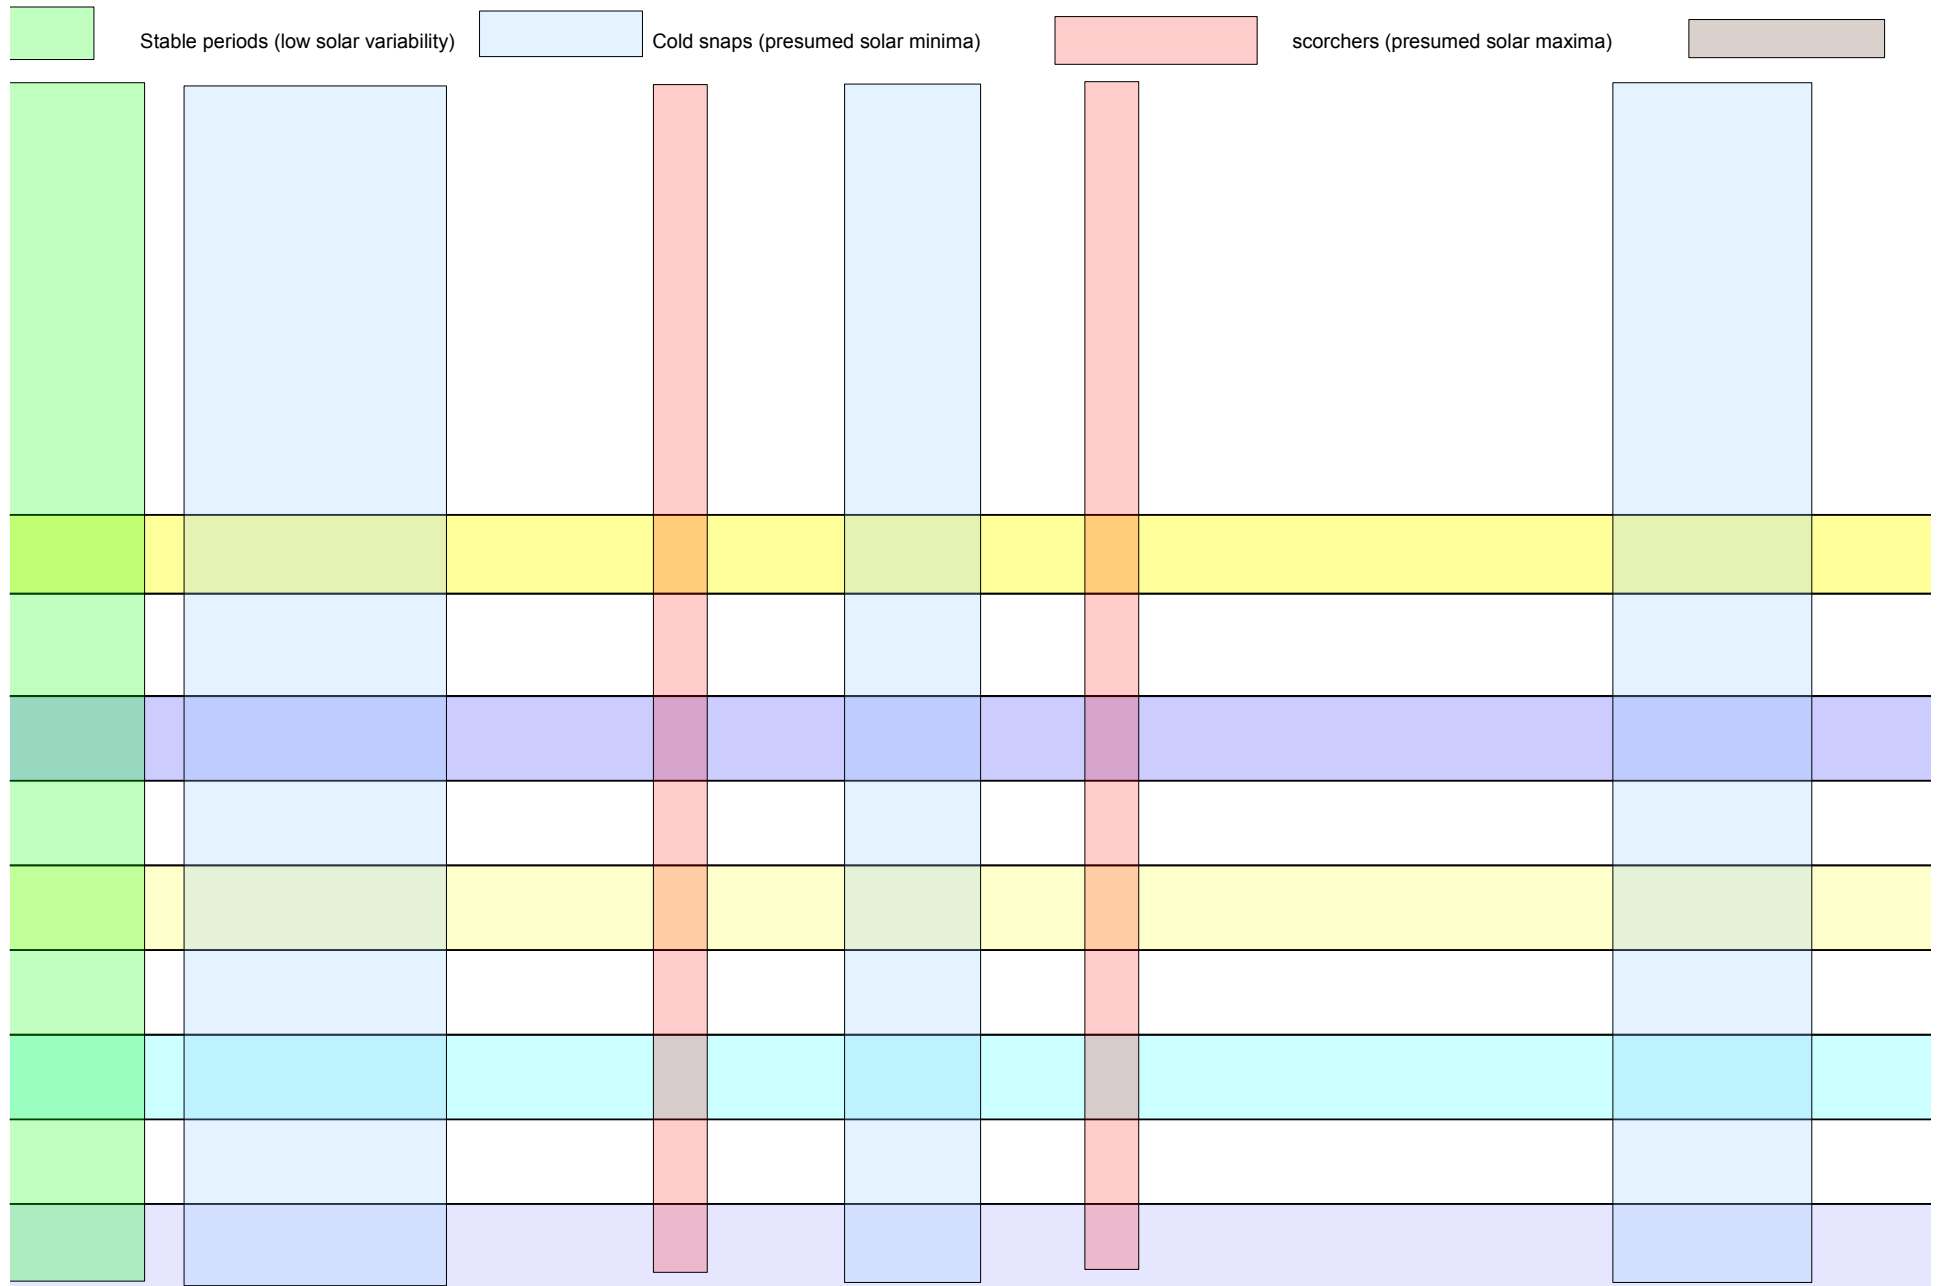 Stable periods (low solar variability)
Cold snaps (presumed solar minima)
scorchers (presumed solar maxima)